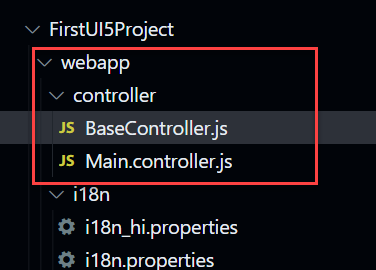 FirstUI5Project
webapp
controller
JS BaseController.js
JS Main.controller.js
i18n
i18n_hi.properties
i18n.properties